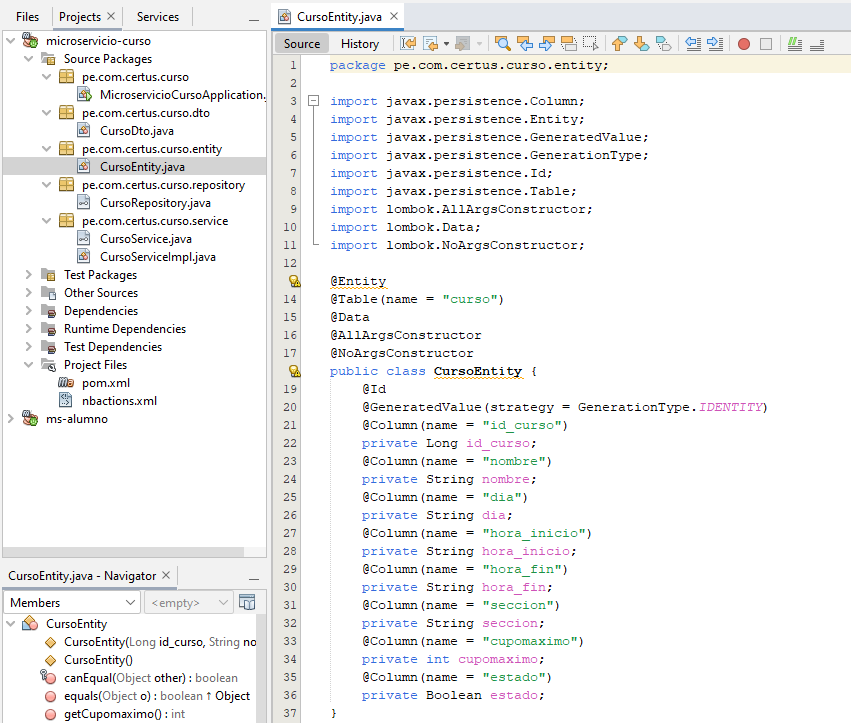 Files
Projects
Services
microservicio-curso
Source Packages
pe.com.certus.curso
MicroservicioCursoApplication.
pe.com.certus.curso.dto
CursoDto.java
pe.com.certus.curso.entity
CursoEntity.java
pe.com.certus.curso.repository
CursoRepository.java
pe.com.certus.curso.service
CursoService.java
CursoServiceImpl.java
Test Packages
Other Sources
Dependencies
Runtime Dependencies
Test Dependencies
Project Files
pom.xml
nbactions.xml
ms-alumno
CursoEntity.java - Navigator
Members
<empty>
CursoEntity
CursoEntity(Long id_curso, String no
CursoEntity()
canEqual(Object other) : boolean
equals(Object o) : boolean ↑ Object
getCupomaximo() : int
CursoEntity.java
Source History
1 package pe.com.certus.curso.entity;
2
3 import javax.persistence.Column;
4 import javax.persistence.Entity;
5 import javax.persistence.GeneratedValue;
6 import javax.persistence.GenerationType;
7 import javax.persistence.Id;
8 import javax.persistence.Table;
9 import lombok.AllArgsConstructor;
10 import lombok.Data;
11 import lombok.NoArgsConstructor;
12
@Entity
14 @Table(name = "curso")
15 @Data
16 @AllArgsConstructor
17 @NoArgsConstructor
public class CursoEntity {
19 @Id
20 @GeneratedValue(strategy = GenerationType.IDENTITY)
21 @Column(name = "id_curso")
22 private Long id_curso;
23 @Column(name = "nombre")
24 private String nombre;
25 @Column(name = "dia")
26 private String dia;
27 @Column(name = "hora_inicio")
28 private String hora_inicio;
29 @Column(name = "hora_fin")
30 private String hora_fin;
31 @Column(name = "seccion")
32 private String seccion;
33 @Column(name = "cupomaximo")
34 private int cupomaximo;
35 @Column(name = "estado")
36 private Boolean estado;
37 }